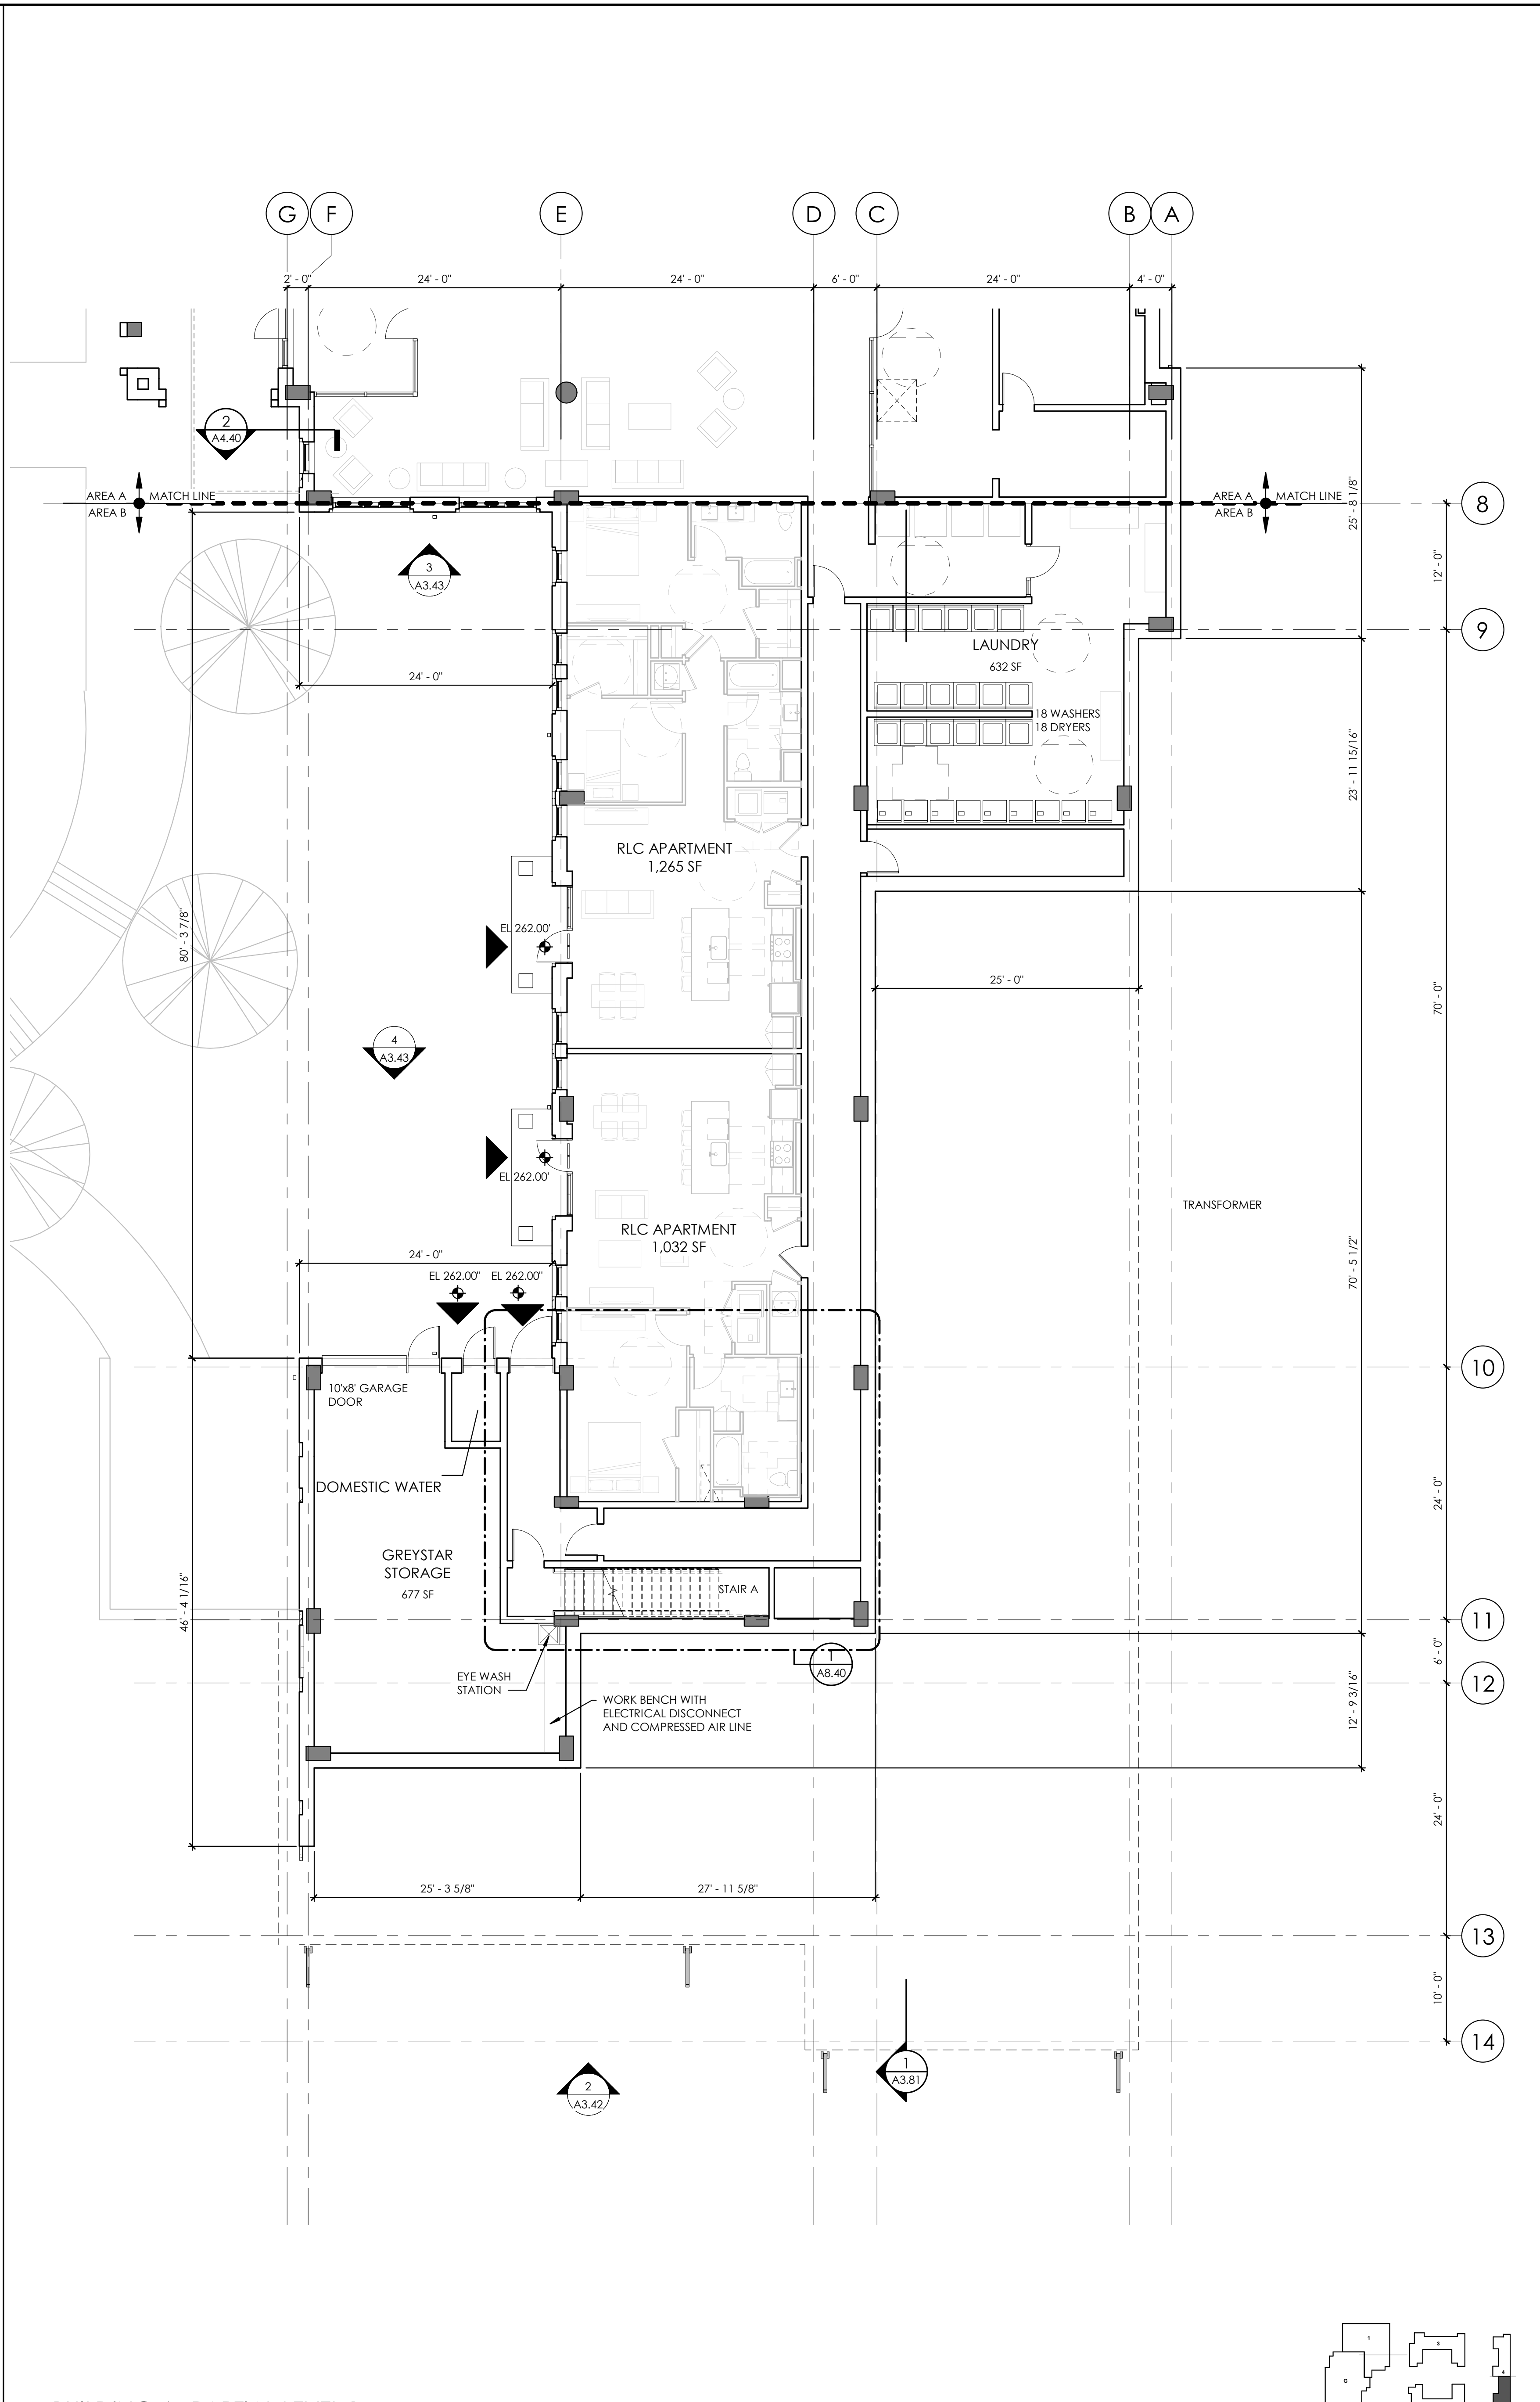 G F E D C B A
2' - 0" 24' - 0" 24' - 0" 6' - 0" 24' - 0" 4' - 0"
2
A4.40
AREA A MATCH LINE
AREA B
AREA A MATCH LINE
AREA B
8
25' - 8 1/8"
12' - 0"
3
A3.43
9
LAUNDRY
632 SF
24' - 0"
18 WASHERS
18 DRYERS
23' - 11 15/16"
RLC APARTMENT
1,265 SF
80' - 3 7/8"
EL 262.00'
25' - 0"
70' - 0"
4
A3.43
EL 262.00'
TRANSFORMER
RLC APARTMENT
1,032 SF
70' - 5 1/2"
24' - 0"
EL 262.00" EL 262.00"
10
10'x8' GARAGE
DOOR
DOMESTIC WATER
24' - 0"
GREYSTAR
STORAGE
677 SF
STAIR A
46' - 4 1/16"
11
6' - 0"
1
A8.40
EYE WASH
STATION
12
WORK BENCH WITH
ELECTRICAL DISCONNECT
AND COMPRESSED AIR LINE
12' - 9 3/16"
24' - 0"
25' - 3 5/8" 27' - 11 5/8"
13
10' - 0"
14
1
A3.81
2
A3.42
1
3
4
G